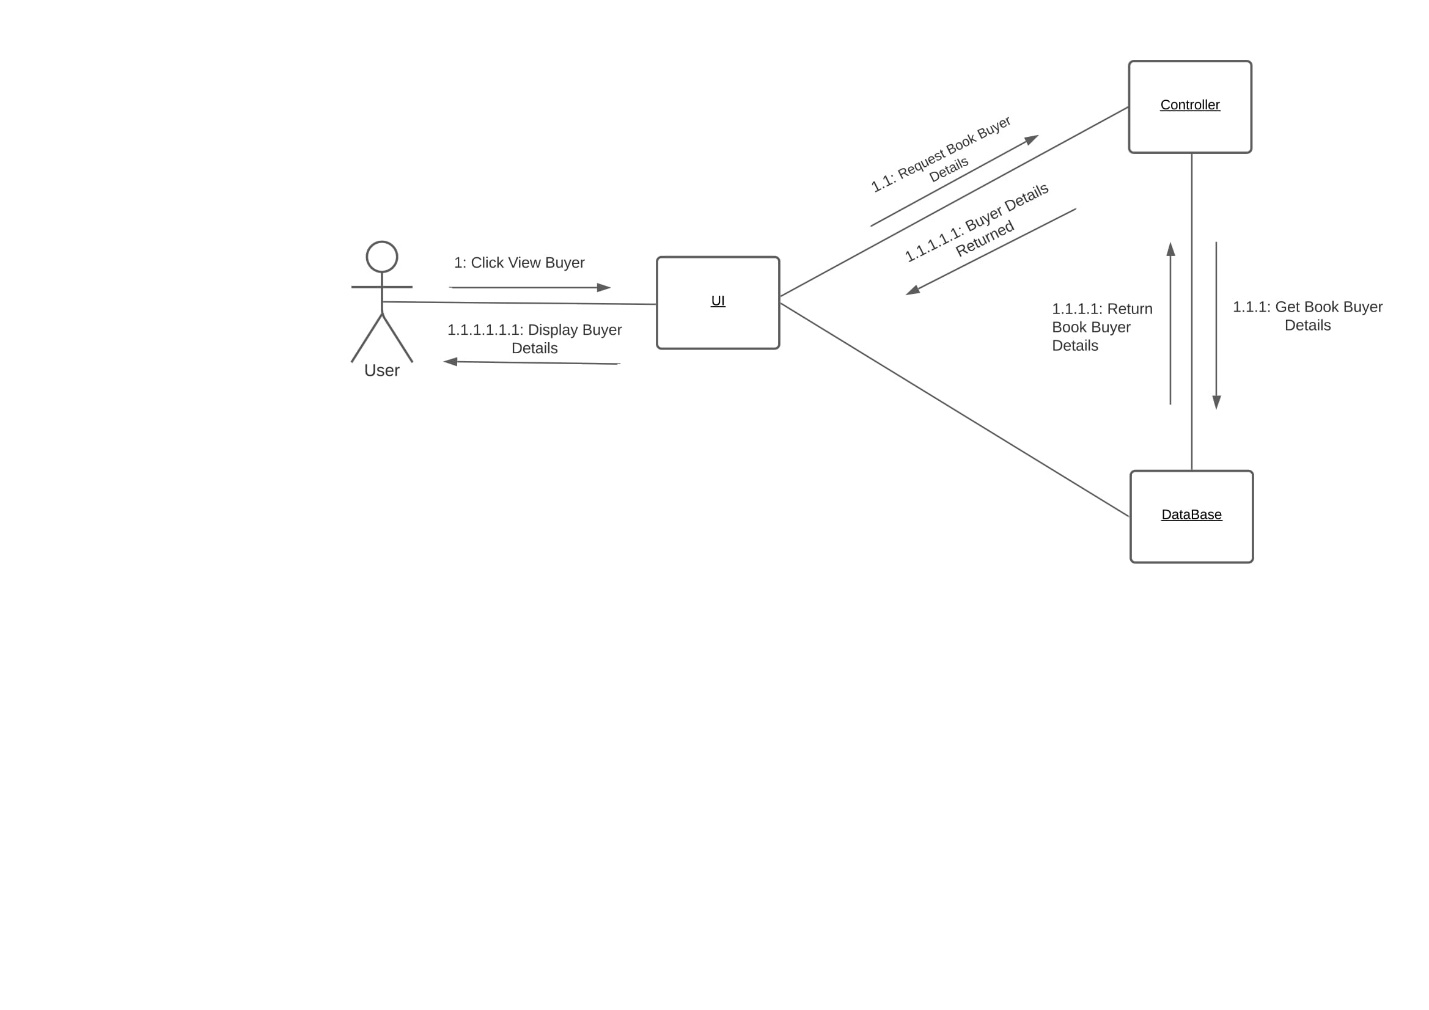 Controller
1.1: Request Book Buyer
Details
1.1.1.1.1: Buyer Details
Returned
1: Click View Buyer
UI
1.1.1.1.1.1: Display Buyer
Details
User
1.1.1.1: Return
Book Buyer
Details
1.1.1: Get Book Buyer
Details
DataBase